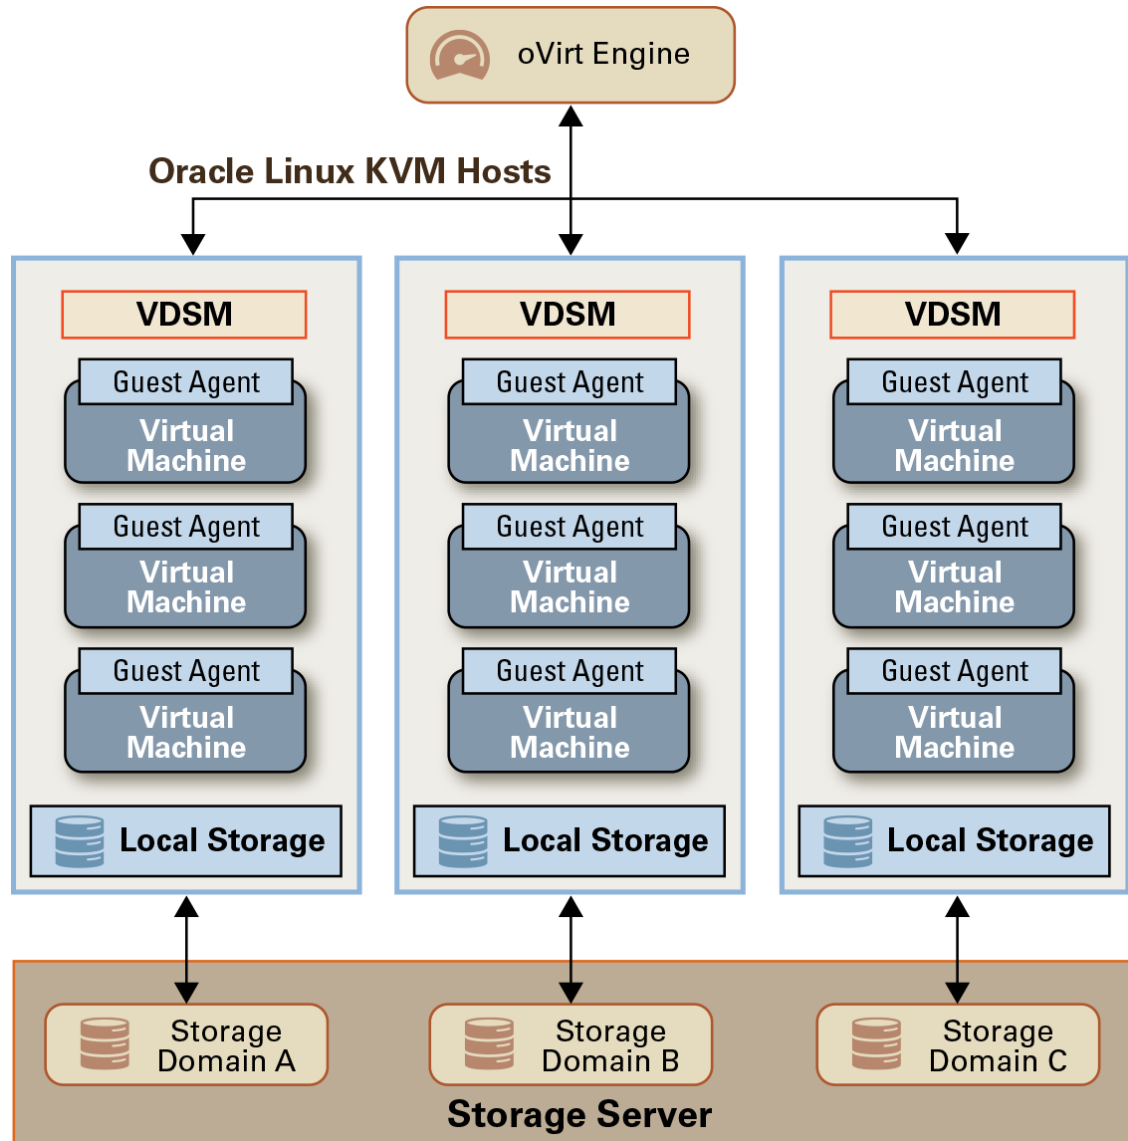 oVirt Engine
Oracle Linux KVM Hosts
VDSM
Guest Agent
Virtual
Machine
Guest Agent
Virtual
Machine
Guest Agent
Virtual
Machine
Local Storage
VDSM
Guest Agent
Virtual
Machine
Guest Agent
Virtual
Machine
Guest Agent
Virtual
Machine
Local Storage
VDSM
Guest Agent
Virtual
Machine
Guest Agent
Virtual
Machine
Guest Agent
Virtual
Machine
Local Storage
Storage
Domain A
Storage
Domain B
Storage
Domain C
Storage Server